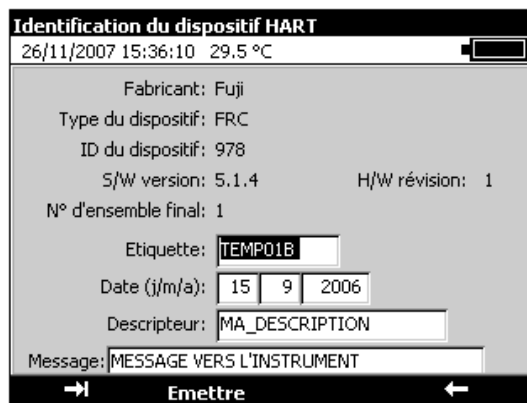 Identification du dispositif HART
26/11/2007 15:36:10 29.5 °C
Fabricant: Fuji
Type du dispositif: FRC
ID du dispositif: 978
S/W version: 5.1.4 H/W révision: 1
N° d'ensemble final: 1
Etiquette: TEMP01B
Date (j/m/a): 15 9 2006
Descripteur: MA_DESCRIPTION
Message: MESSAGE VERS L'INSTRUMENT
Emettre